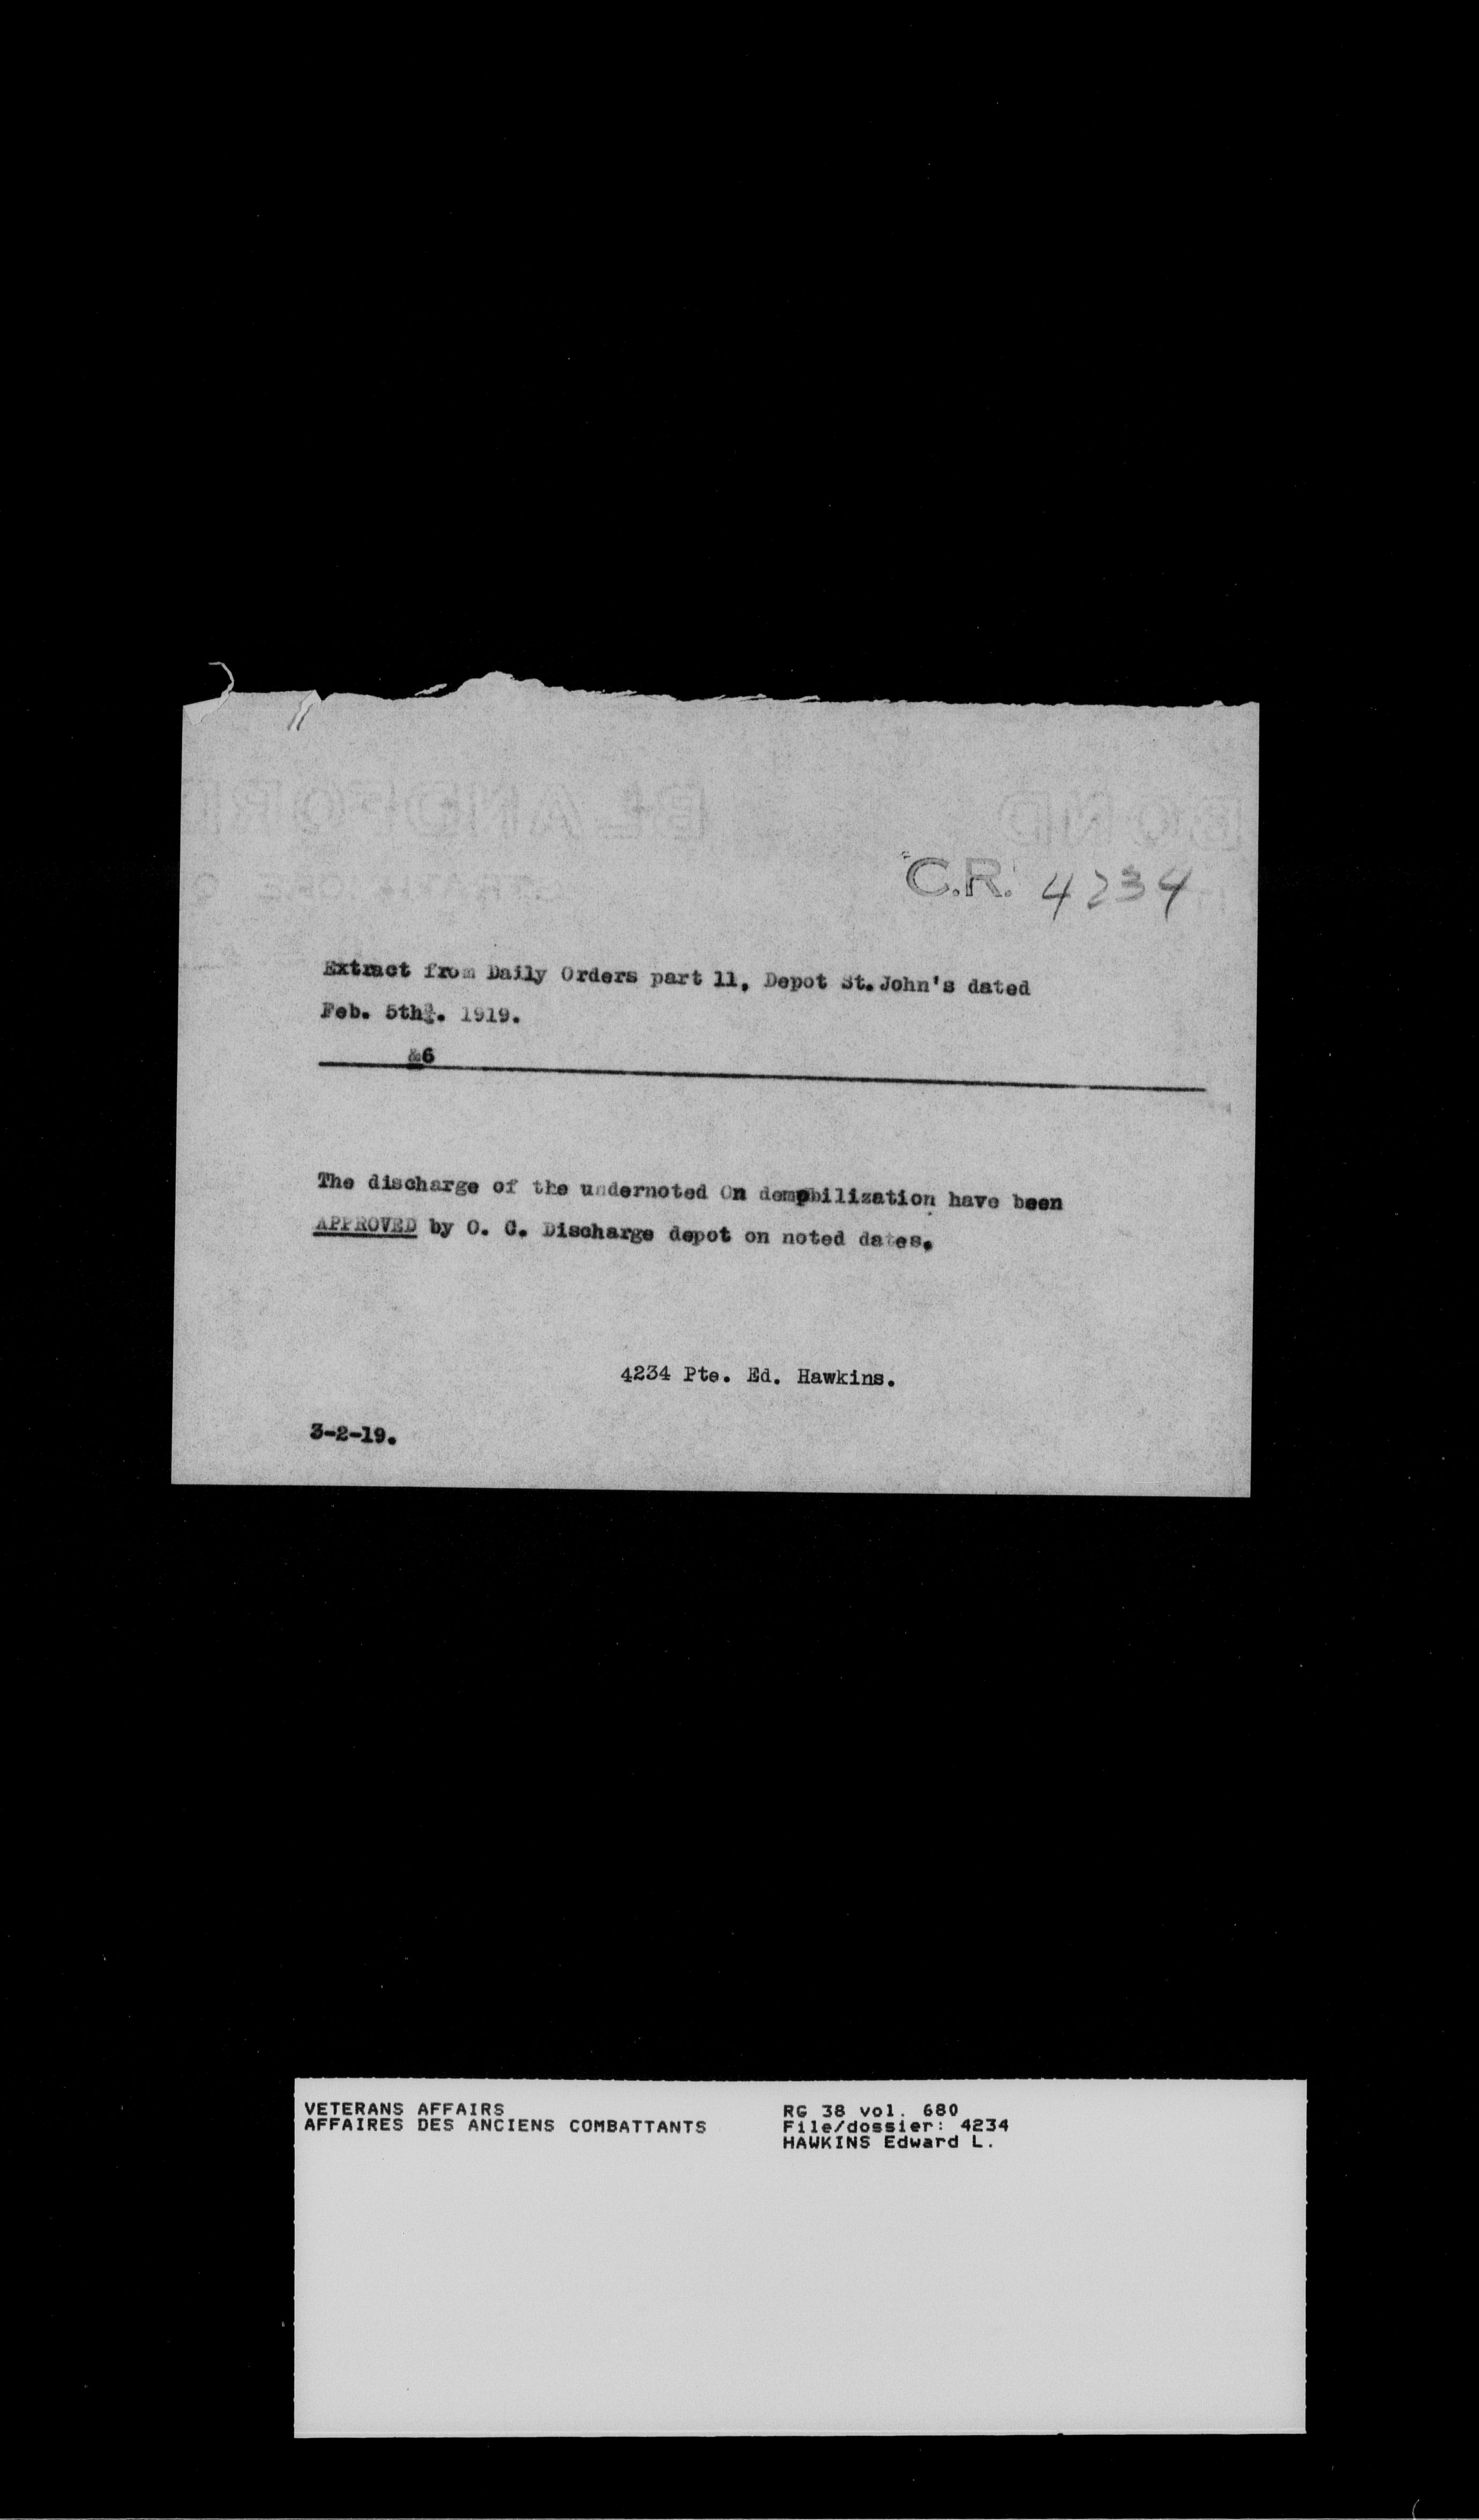 C.R. 4234
Extract from Daily Orders part 11, Depot St. John's dated
Feb. 5th. 1919.
&6
The discharge of the undernoted On demobilization have been
APPROVED by O. C. Discharge depot on noted dates.
4234 Pte. Ed. Hawkins.
3-2-19.
VETERANS AFFAIRS
AFFAIRES DES ANCIENS COMBATTANTS
RG 38 vol. 680
File/dossier: 4234
HAWKINS Edward L.